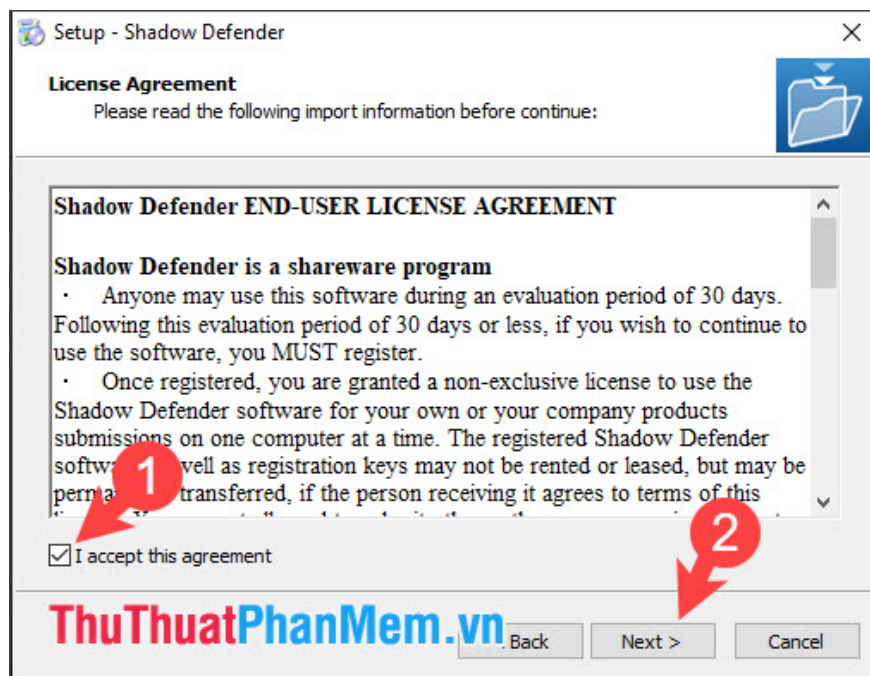 Setup - Shadow Defender
License Agreement
Please read the following import information before continue:
Shadow Defender END-USER LICENSE AGREEMENT
Shadow Defender is a shareware program
· Anyone may use this software during an evaluation period of 30 days.
Following this evaluation period of 30 days or less, if you wish to continue to
use the software, you MUST register.
· Once registered, you are granted a non-exclusive license to use the
Shadow Defender software for your own or your company products
submissions on one computer at a time. The registered Shadow Defender
as registration keys may not be rented or leased, but may be
transferred, if the person receiving it agrees to terms of this
1
2
I accept this agreement
ThuThuatPhanMem.vn
Back
Next >
Cancel